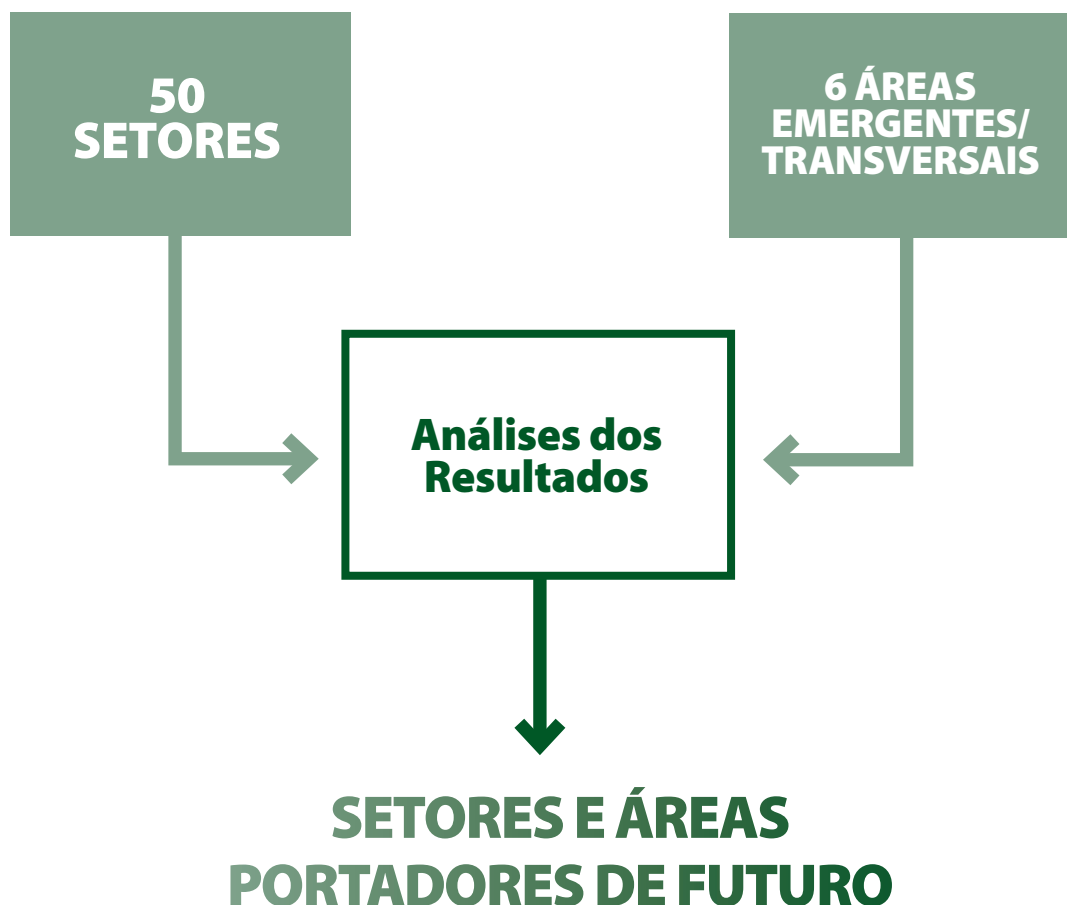 50
SETORES
6 ÁREAS
EMERGENTES/
TRANSVERSAIS
Análises dos
Resultados
SETORES E ÁREAS
PORTADORES DE FUTURO